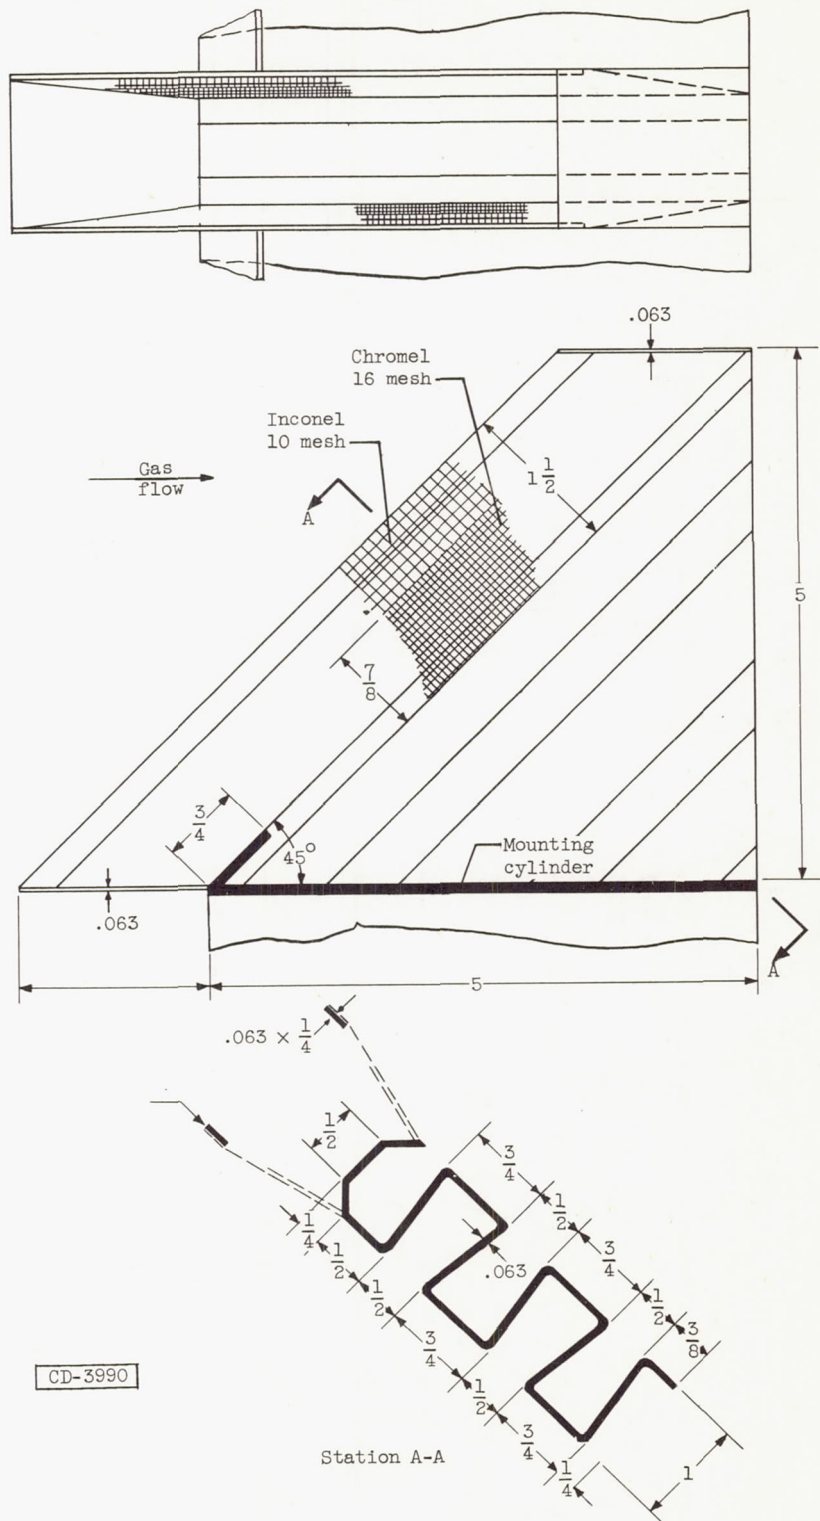 .063
Chromel
16 mesh
Inconel
10 mesh
Gas
flow
A
1 1/2
5
7/8
3/4
45°
Mounting
cylinder
.063
A
5
.063 × 1/4
1/2
3/4
1/2
1/4
3/4
.063
1/2
1/2
1/2
3/8
3/4
1/2
3/4
1/4
1
CD-3990
Station A-A